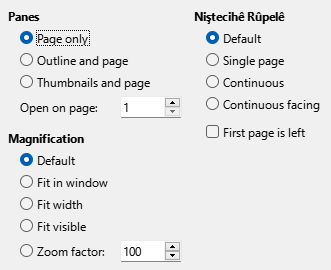 Panes
Page only
Outline and page
Thumbnails and page
Open on page: 1
Magnification
Default
Fit in window
Fit width
Fit visible
Zoom factor: 100
Niştecihê Rûpelê
Default
Single page
Continuous
Continuous facing
First page is left